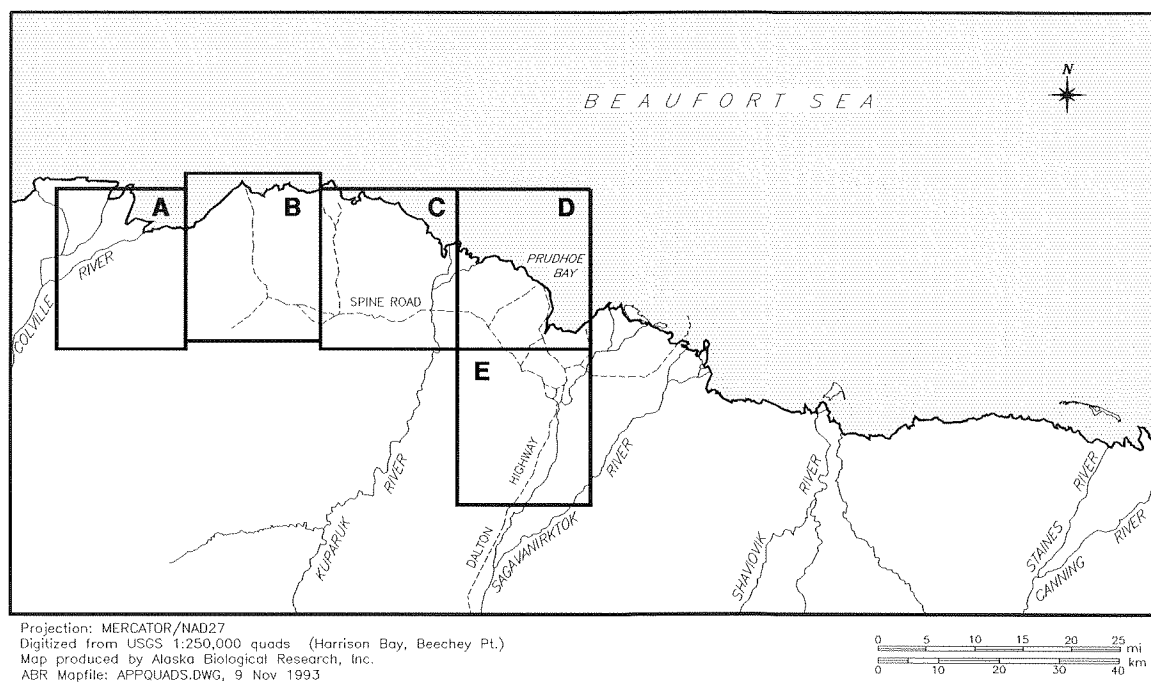 N
BEAUFORT SEA
A
B
C
D
PRUDHOE
BAY
RIVER
SPINE ROAD
COLVILLE
E
HIGHWAY
RIVER
RIVER
RIVER
RIVER
KUPARUK
DALTON
SAGAVANIRKTOK
SHAVIOVIK
STAINES
CANNING
RIVER
Projection: MERCATOR/NAD27
Digitized from USGS 1:250,000 quads (Harrison Bay, Beechey Pt.)
Map produced by Alaska Biological Research, Inc.
ABR Mapfile: APPQUADS.DWG, 9 Nov 1993
0 5 10 15 20 25 mi
0 10 20 30 40 km